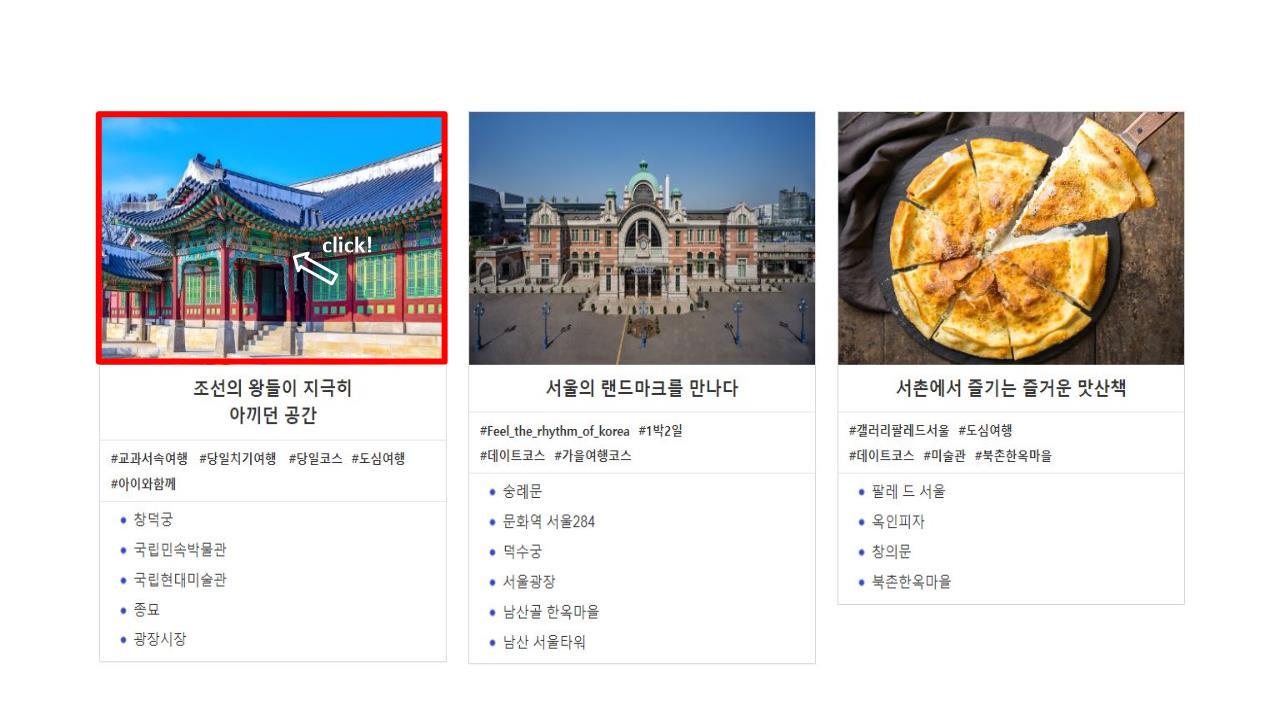 click!
조선의 왕들이 지극히
아끼던 공간
#교과서속여행 #당일치기여행 #당일코스 #도심여행
#아이와함께
창덕궁
국립민속박물관
국립현대미술관
종묘
광장시장
서울의 랜드마크를 만나다
#Feel_the_rhythm_of_korea #1박2일
#데이트코스 #가을여행코스
숭례문
문화역 서울284
덕수궁
서울광장
남산골 한옥마을
남산 서울타워
서촌에서 즐기는 즐거운 맛산책
#갤러리팔레드서울 #도심여행
#데이트코스 #미술관 #북촌한옥마을
팔레 드 서울
옥인피자
창의문
북촌한옥마을